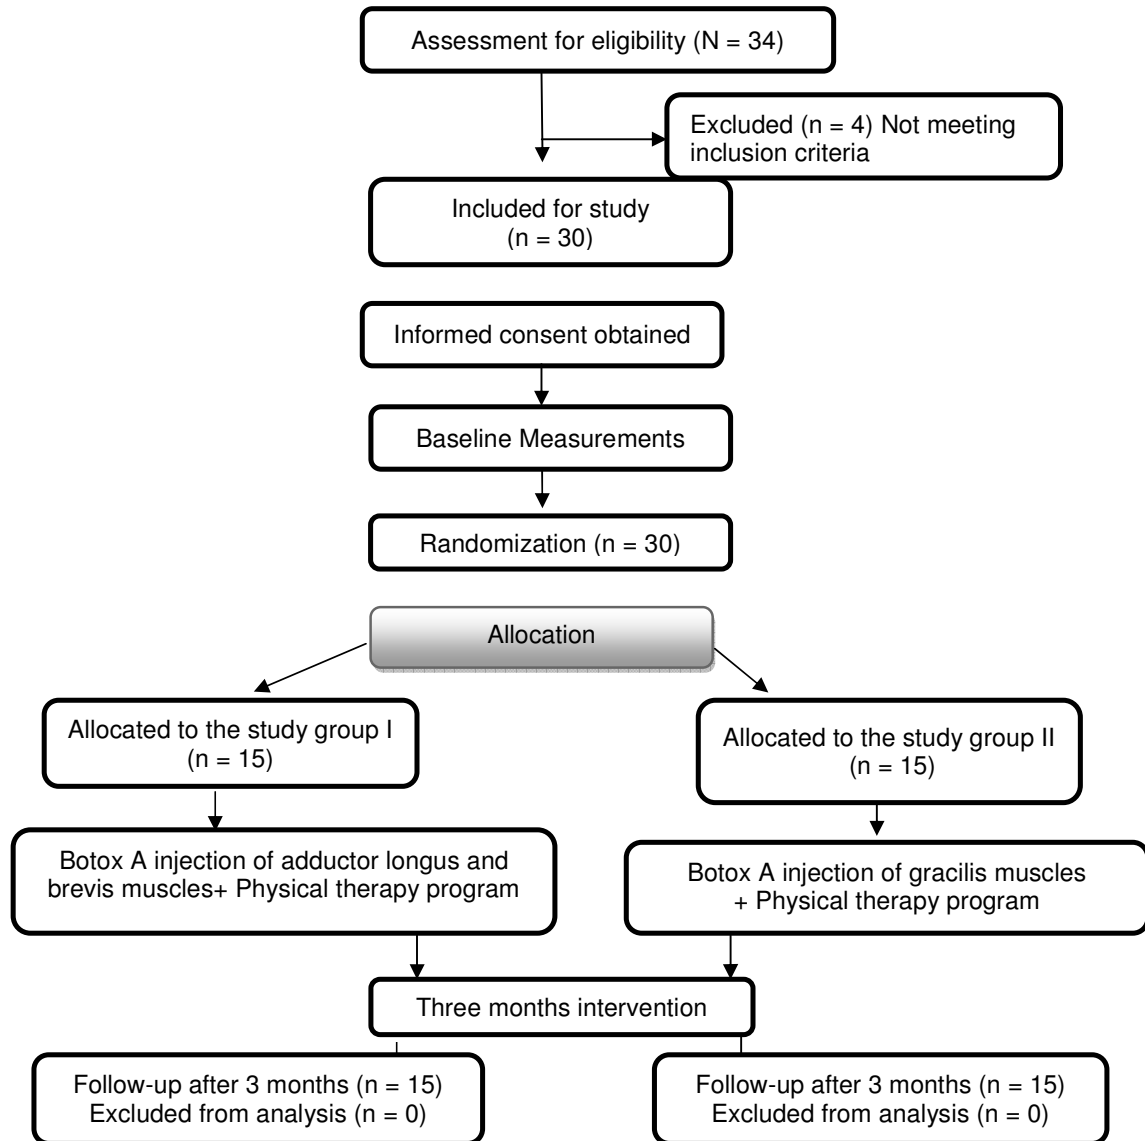 Assessment for eligibility (N = 34)
Excluded (n = 4) Not meeting
inclusion criteria
Included for study
(n = 30)
Informed consent obtained
Baseline Measurements
Randomization (n = 30)
Allocation
Allocated to the study group I
(n = 15)
Allocated to the study group II
(n = 15)
Botox A injection of adductor longus and
brevis muscles+ Physical therapy program
Botox A injection of gracilis muscles
+ Physical therapy program
Three months intervention
Follow-up after 3 months (n = 15)
Excluded from analysis (n = 0)
Follow-up after 3 months (n = 15)
Excluded from analysis (n = 0)